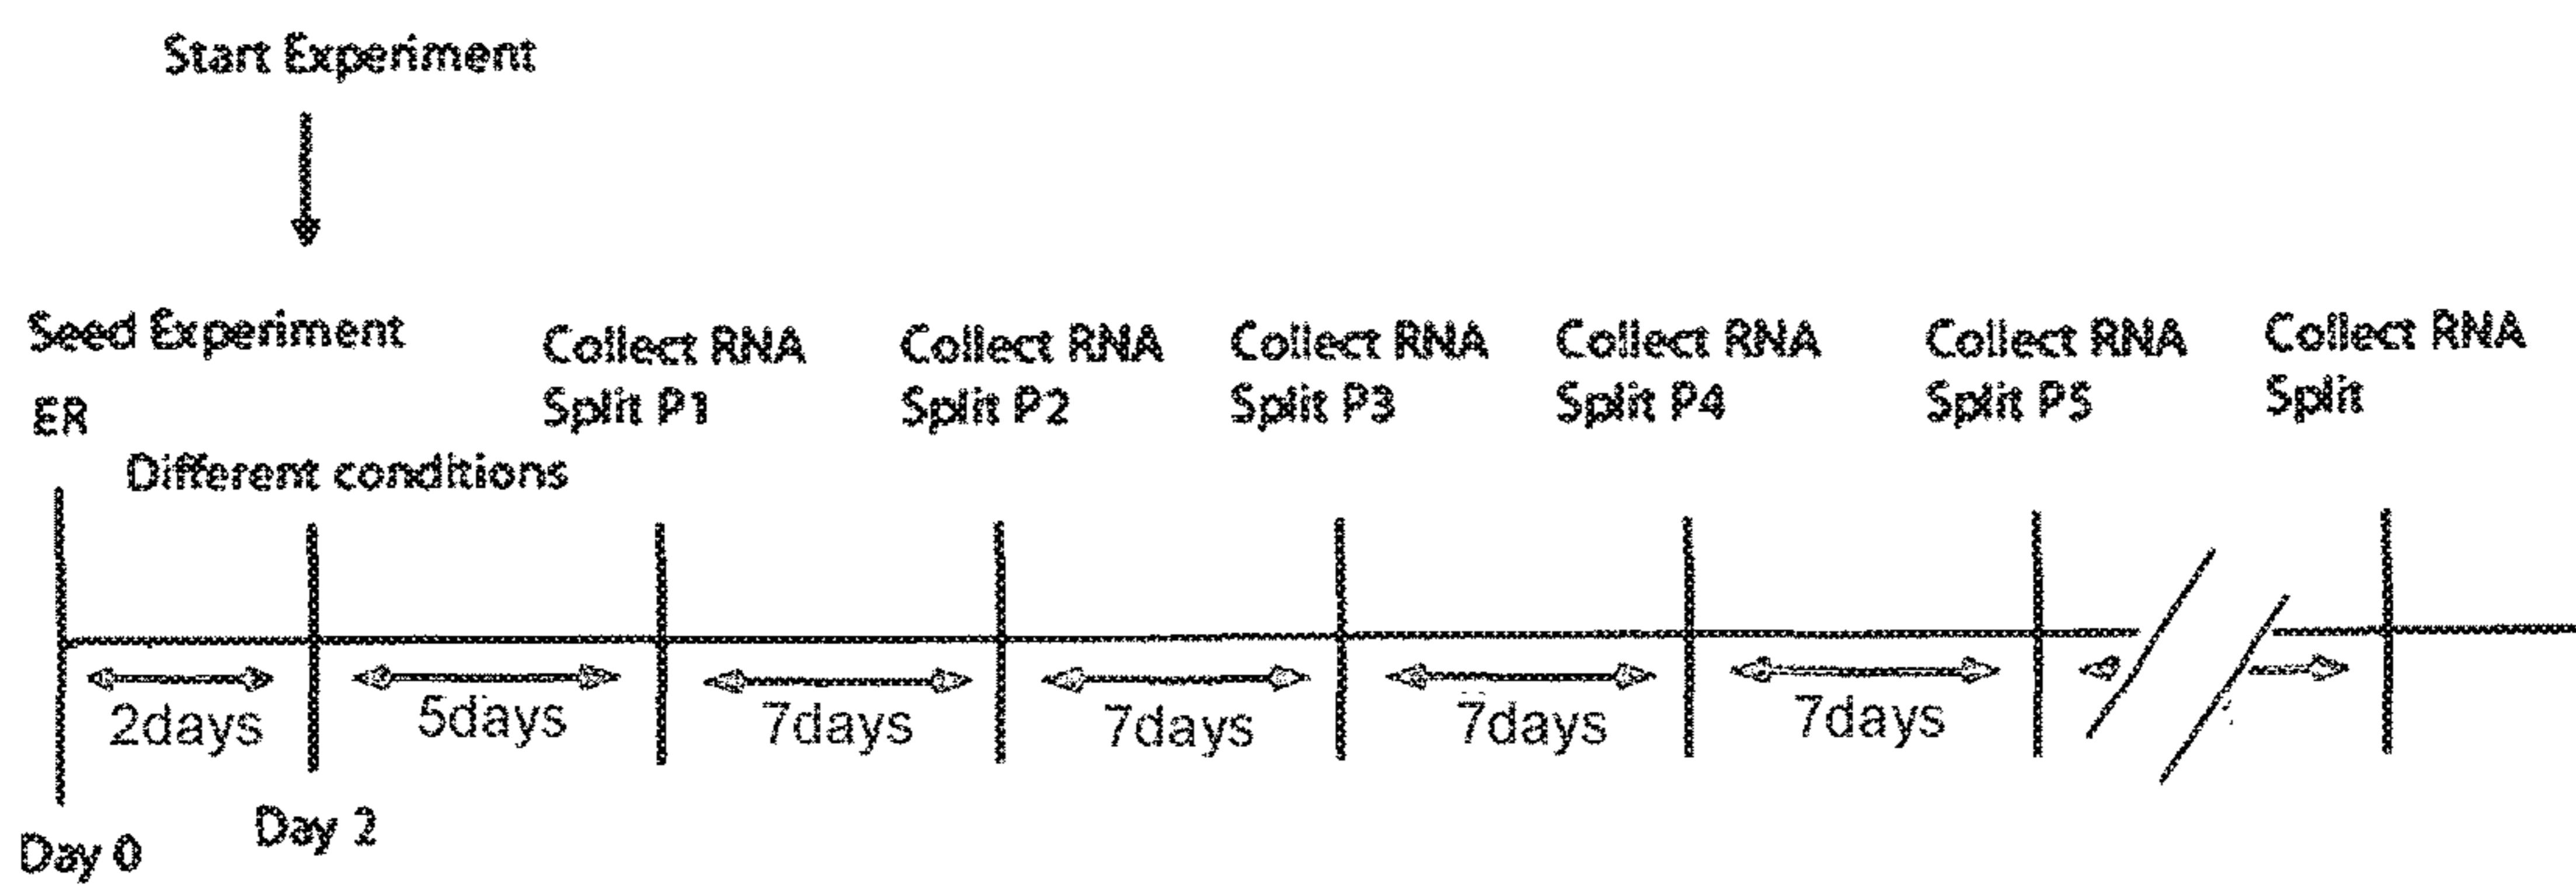 Start Experiment
Seed Experiment
ER
Different conditions
Collect RNA
Split P1
Collect RNA
Split P2
Collect RNA
Split P3
Collect RNA
Split P4
Collect RNA
Split P5
Collect RNA
Split
2days
5days
7days
7days
7days
7days
Day 0
Day 2